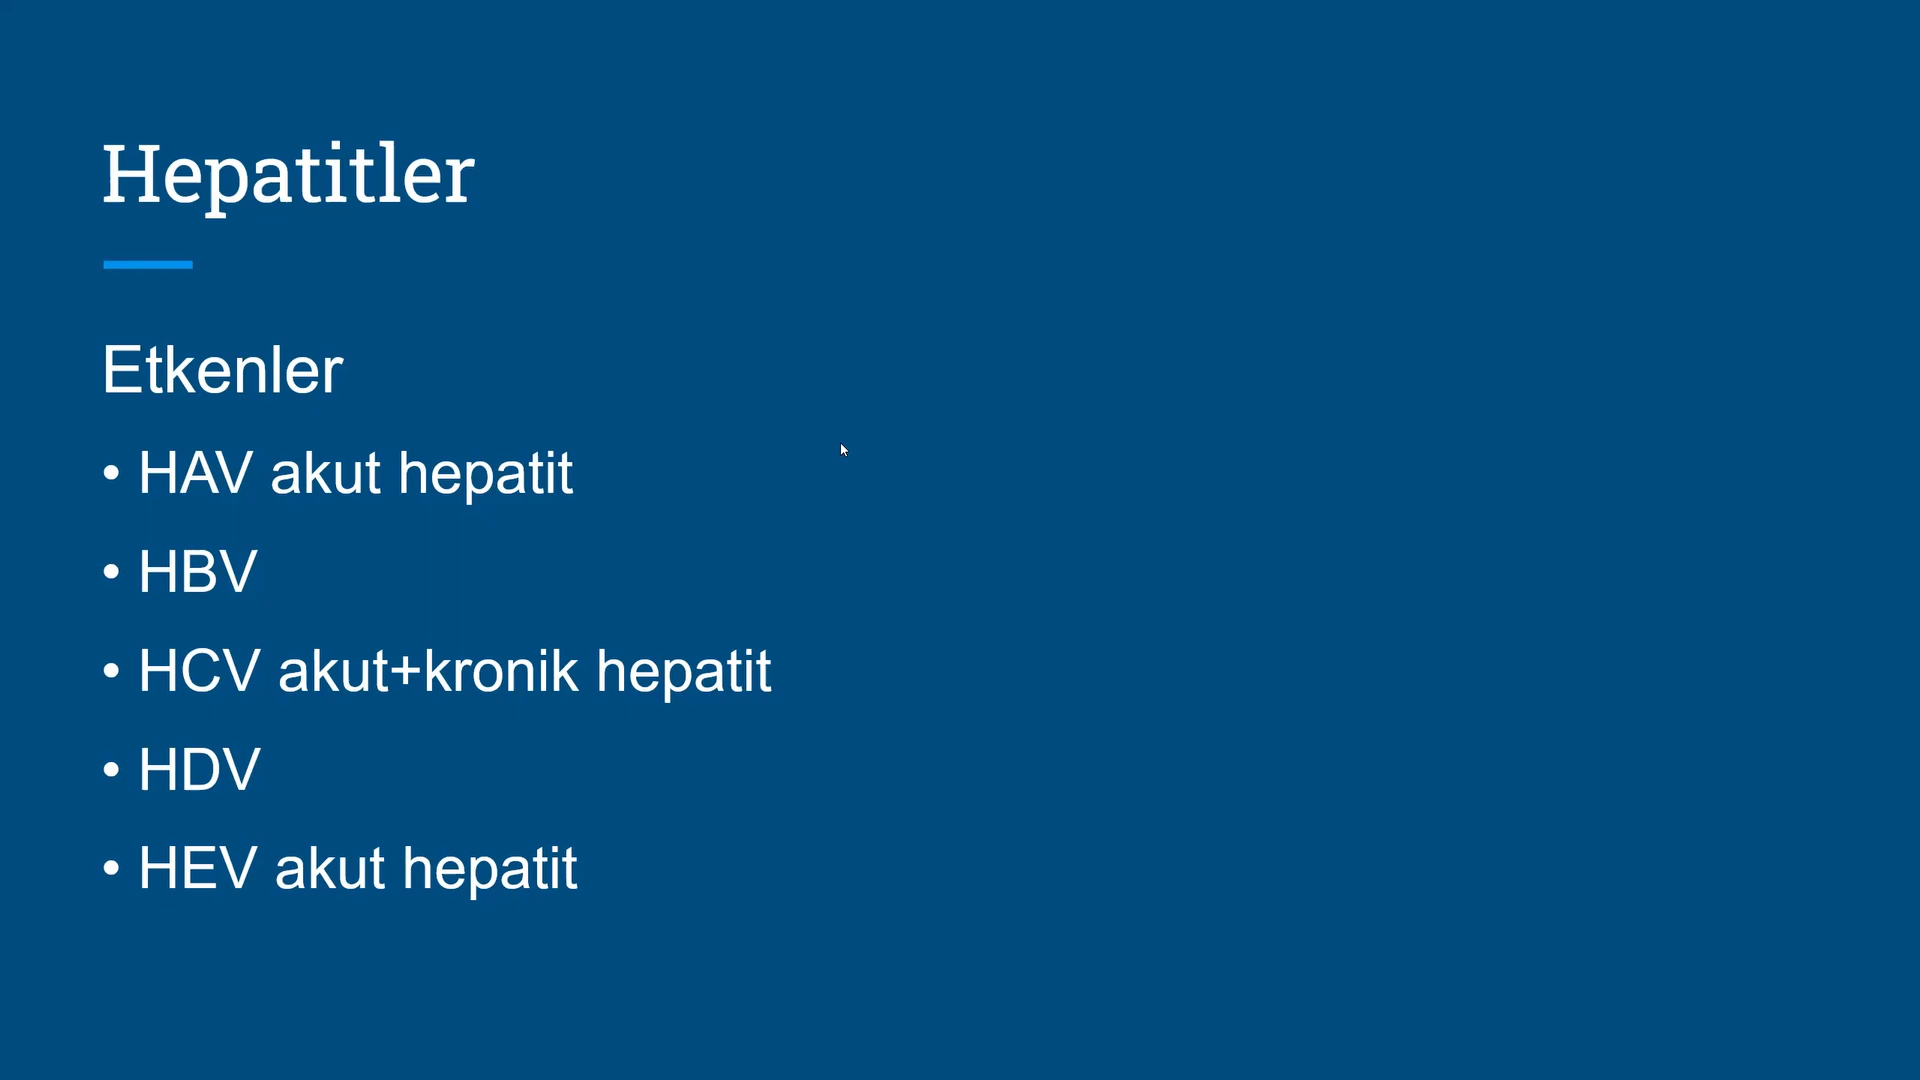 Hepatitler
Etkenler
• HAV akut hepatit
• HBV
• HCV akut+kronik hepatit
• HDV
• HEV akut hepatit